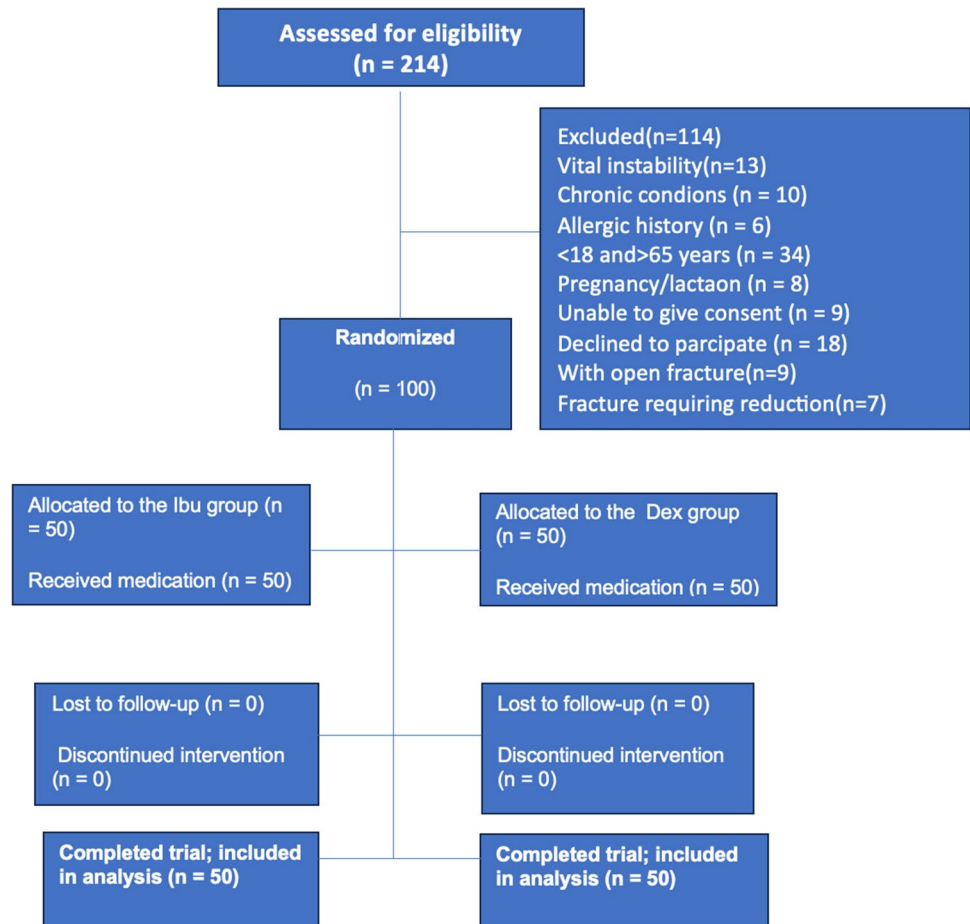 Assessed for eligibility
(n = 214)
Excluded(n=114)
Vital instability(n=13)
Chronic condions (n = 10)
Allergic history (n = 6)
<18 and>65 years (n = 34)
Pregnancy/lactaon (n = 8)
Unable to give consent (n = 9)
Declined to parcipate (n = 18)
With open fracture(n=9)
Fracture requiring reduction(n=7)
Randomized
(n = 100)
Allocated to the Ibu group (n
= 50)
Received medication (n = 50)
Allocated to the Dex group
(n = 50)
Received medication (n = 50)
Lost to follow-up (n = 0)
Discontinued intervention
(n = 0)
Lost to follow-up (n = 0)
Discontinued intervention
(n = 0)
Completed trial; included
in analysis (n = 50)
Completed trial; included
in analysis (n = 50)